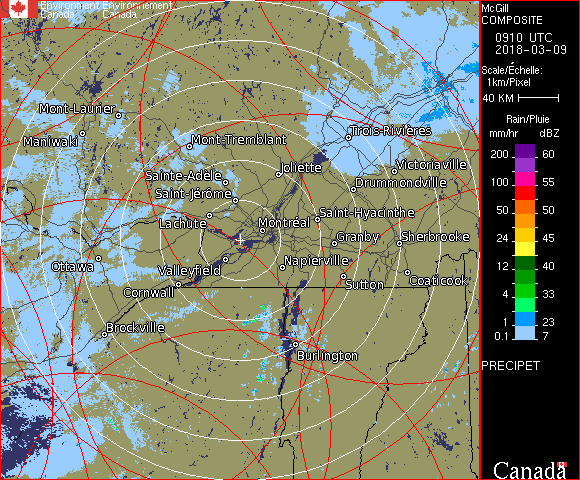 Environment Environnement
Canada Canada
McGill
COMPOSITE
0910 UTC
2018-03-09
Scale/Échelle:
1km/Pixel
40 KM
Rain/Pluie
mm/hr dBZ
200 60
150 57
100 55
50 50
24 45
12 40
4 33
1 23
0.1 7
PRECIPET
Canada
Mont-Laurier
Maniwaki
Mont-Tremblant
Trois-Rivières
Sainte-Adèle
Joliette
Victoriaville
Saint-Jérôme
Drummondville
Lachute
Montréal
Saint-Hyacinthe
Granby
Sherbrooke
Ottawa
Valleyfield
Napierville
Cornwall
Sutton
Coaticook
Brockville
Burlington